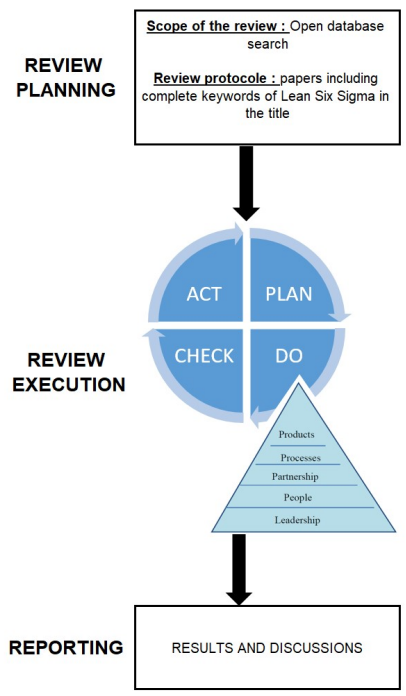 REVIEW
PLANNING
Scope of the review : Open database
search
Review protocole : papers including
complete keywords of Lean Six Sigma in
the title
REVIEW
EXECUTION
ACT
PLAN
CHECK
DO
Products
Processes
Partnership
People
Leadership
REPORTING
RESULTS AND DISCUSSIONS